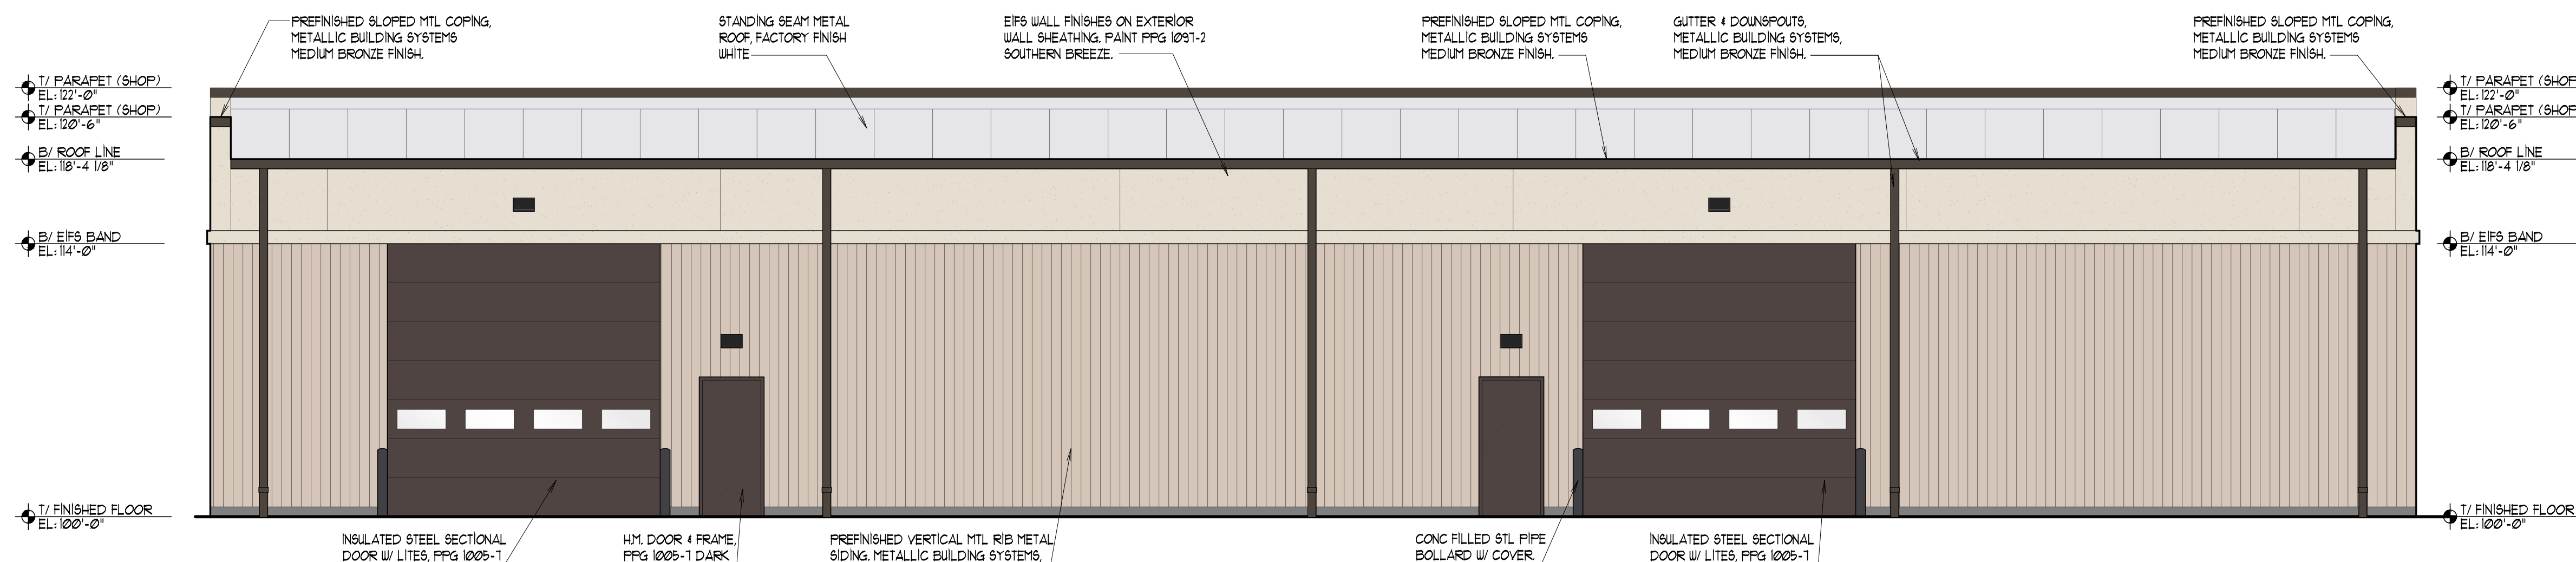 PREFINISHED SLOPED MTL COPING,
METALLIC BUILDING SYSTEMS
MEDIUM BRONZE FINISH.
STANDING SEAM METAL
ROOF, FACTORY FINISH
WHITE
EIFS WALL FINISHES ON EXTERIOR
WALL SHEATHING. PAINT PPG 1097-2
SOUTHERN BREEZE.
PREFINISHED SLOPED MTL COPING,
METALLIC BUILDING SYSTEMS
MEDIUM BRONZE FINISH.
GUTTER & DOWNSPOUTS,
METALLIC BUILDING SYSTEMS,
MEDIUM BRONZE FINISH.
PREFINISHED SLOPED MTL COPING,
METALLIC BUILDING SYSTEMS
MEDIUM BRONZE FINISH.
T/ PARAPET (SHOP)
EL: 122'-0"
T/ PARAPET (SHOP)
EL: 120'-6"
B/ ROOF LINE
EL: 118'-4 1/8"
B/ EIFS BAND
EL: 114'-0"
T/ FINISHED FLOOR
EL: 100'-0"
T/ PARAPET (SHOP
EL: 122'-0"
T/ PARAPET (SHOP
EL: 120'-6"
B/ ROOF LINE
EL: 118'-4 1/8"
B/ EIFS BAND
EL: 114'-0"
T/ FINISHED FLOOR
EL: 100'-0"
INSULATED STEEL SECTIONAL
DOOR W/ LITES, PPG 1005-7
H.M. DOOR & FRAME,
PPG 1005-7 DARK
PREFINISHED VERTICAL MTL RIB METAL
SIDING. METALLIC BUILDING SYSTEMS,
CONC FILLED STL PIPE
BOLLARD W/ COVER.
INSULATED STEEL SECTIONAL
DOOR W/ LITES, PPG 1005-7